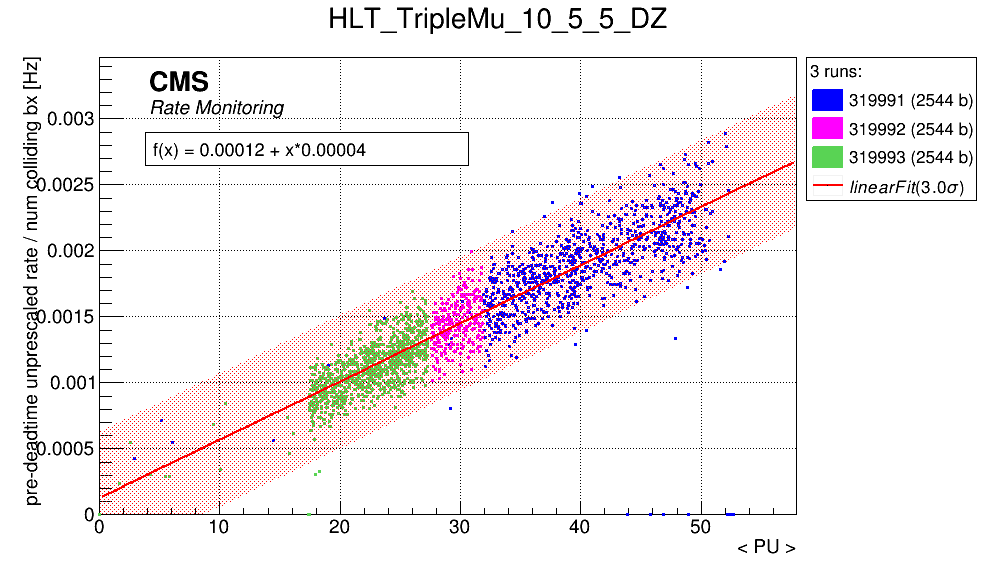 HLT_TripleMu_10_5_5_DZ
pre-deadtime unprescaled rate / num colliding bx [Hz]
CMS
Rate Monitoring
f(x) = 0.00012 + x*0.00004
0.003
0.0025
0.002
0.0015
0.001
0.0005
0
0 10 20 30 40 50
< PU >
3 runs:
319991 (2544 b)
319992 (2544 b)
319993 (2544 b)
linearFit(3.0σ)